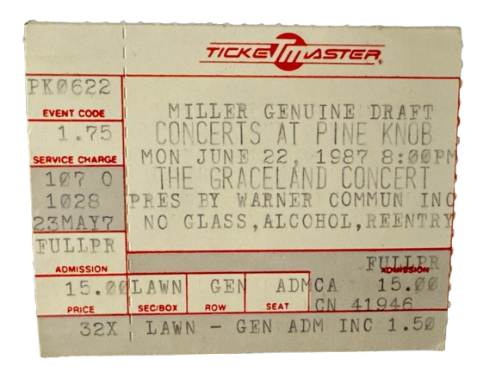 TICKETMASTER
PK0622
EVENT CODE
1.75
SERVICE CHARGE
107 0
1028
23MAY7
FULLPR
ADMISSION
15.00
PRICE
32X
MILLER GENUINE DRAFT
CONCERTS AT PINE KNOB
MON JUNE 22, 1987 8:00PM
THE GRACELAND CONCERT
PRES BY WARNER COMMUN INC
NO GLASS,ALCOHOL,REENTRY
FULLPR
ADMISSION
LAWN GEN ADMCA 15.00
SEC/BOX ROW SEAT
CN 41946
LAWN - GEN ADM INC 1.50